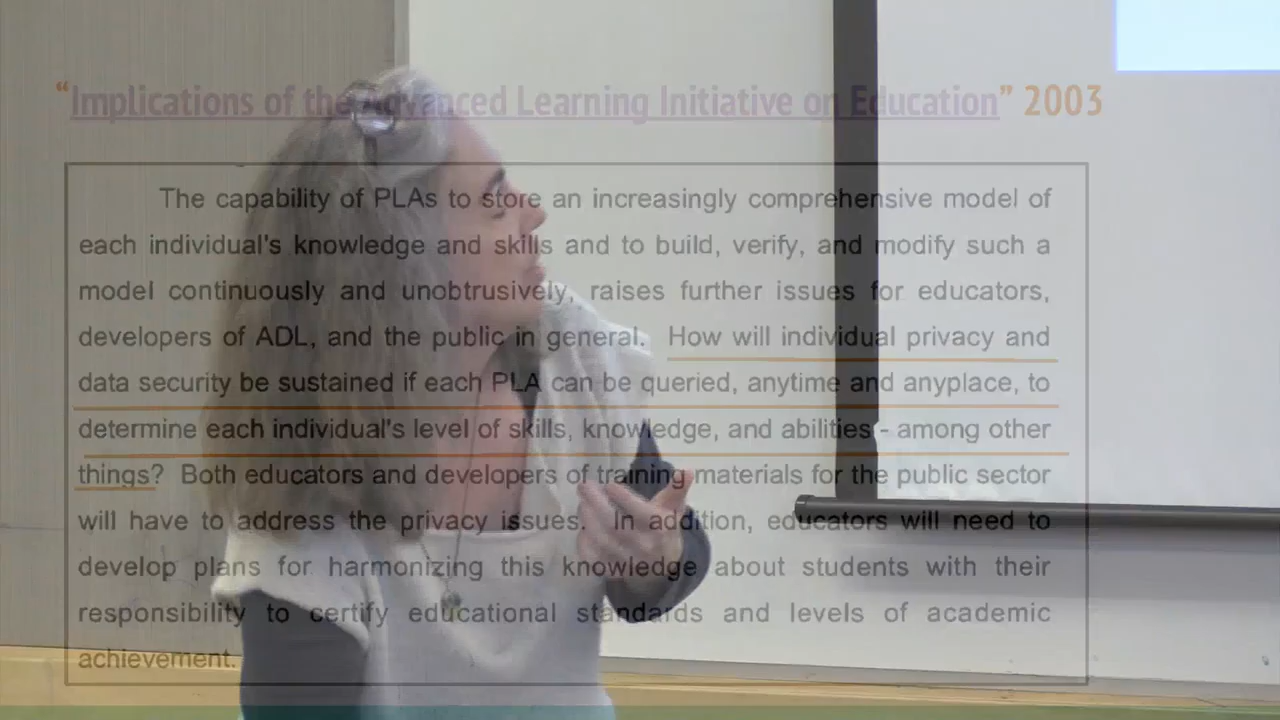 “Implications of the Advanced Learning Initiative on Education” 2003
The capability of PLAs to store an increasingly comprehensive model of
each individual's knowledge and skills and to build, verify, and modify such a
model continuously and unobtrusively, raises further issues for educators,
developers of ADL, and the public in general. How will individual privacy and
data security be sustained if each PLA can be queried, anytime and anyplace, to
determine each individual's level of skills, knowledge, and abilities - among other
things? Both educators and developers of training materials for the public sector
will have to address the privacy issues. In addition, educators will need to
develop plans for harmonizing this knowledge about students with their
responsibility to certify educational standards and levels of academic
achievement.